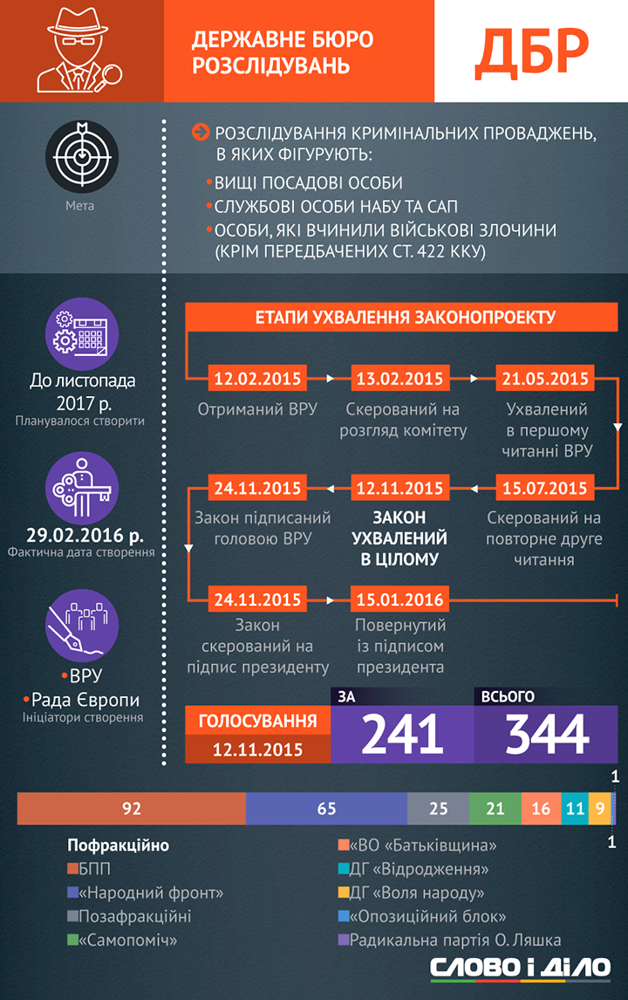 ДЕРЖАВНЕ БЮРО
РОЗСЛІДУВАНЬ
ДБР
Мета
РОЗСЛІДУВАННЯ КРИМІНАЛЬНИХ ПРОВАДЖЕНЬ,
В ЯКИХ ФІГУРУЮТЬ:
•ВИЩІ ПОСАДОВІ ОСОБИ
•СЛУЖБОВІ ОСОБИ НАБУ ТА САП
•ОСОБИ, ЯКІ ВЧИНИЛИ ВІЙСЬКОВІ ЗЛОЧИНИ
(КРІМ ПЕРЕДБАЧЕНИХ СТ. 422 ККУ)
До листопада
2017 р.
Планувалося створити
29.02.2016 р.
Фактична дата створення
•ВРУ
•Рада Європи
Ініціатори створення
ЕТАПИ УХВАЛЕННЯ ЗАКОНОПРОЕКТУ
12.02.2015
Отриманий ВРУ
13.02.2015
Скерований на
розгляд комітету
21.05.2015
Ухвалений
в першому
читанні ВРУ
15.07.2015
Скерований на
повторне друге
читання
12.11.2015
ЗАКОН
УХВАЛЕНИЙ
В ЦІЛОМУ
24.11.2015
Закон підписаний
головою ВРУ
24.11.2015
Закон
скерований на
підпис президенту
15.01.2016
Повернутий
із підписом
президента
ГОЛОСУВАННЯ
12.11.2015
ЗА
241
ВСЬОГО
344
92 65 25 21 16 11 9 1
1
Пофракційно
БПП
«Народний фронт»
Позафракційні
«Самопоміч»
«ВО «Батьківщина»
ДГ «Відродження»
ДГ «Воля народу»
«Опозиційний блок»
Радикальна партія О. Ляшка
СЛОВО і ДІЛО